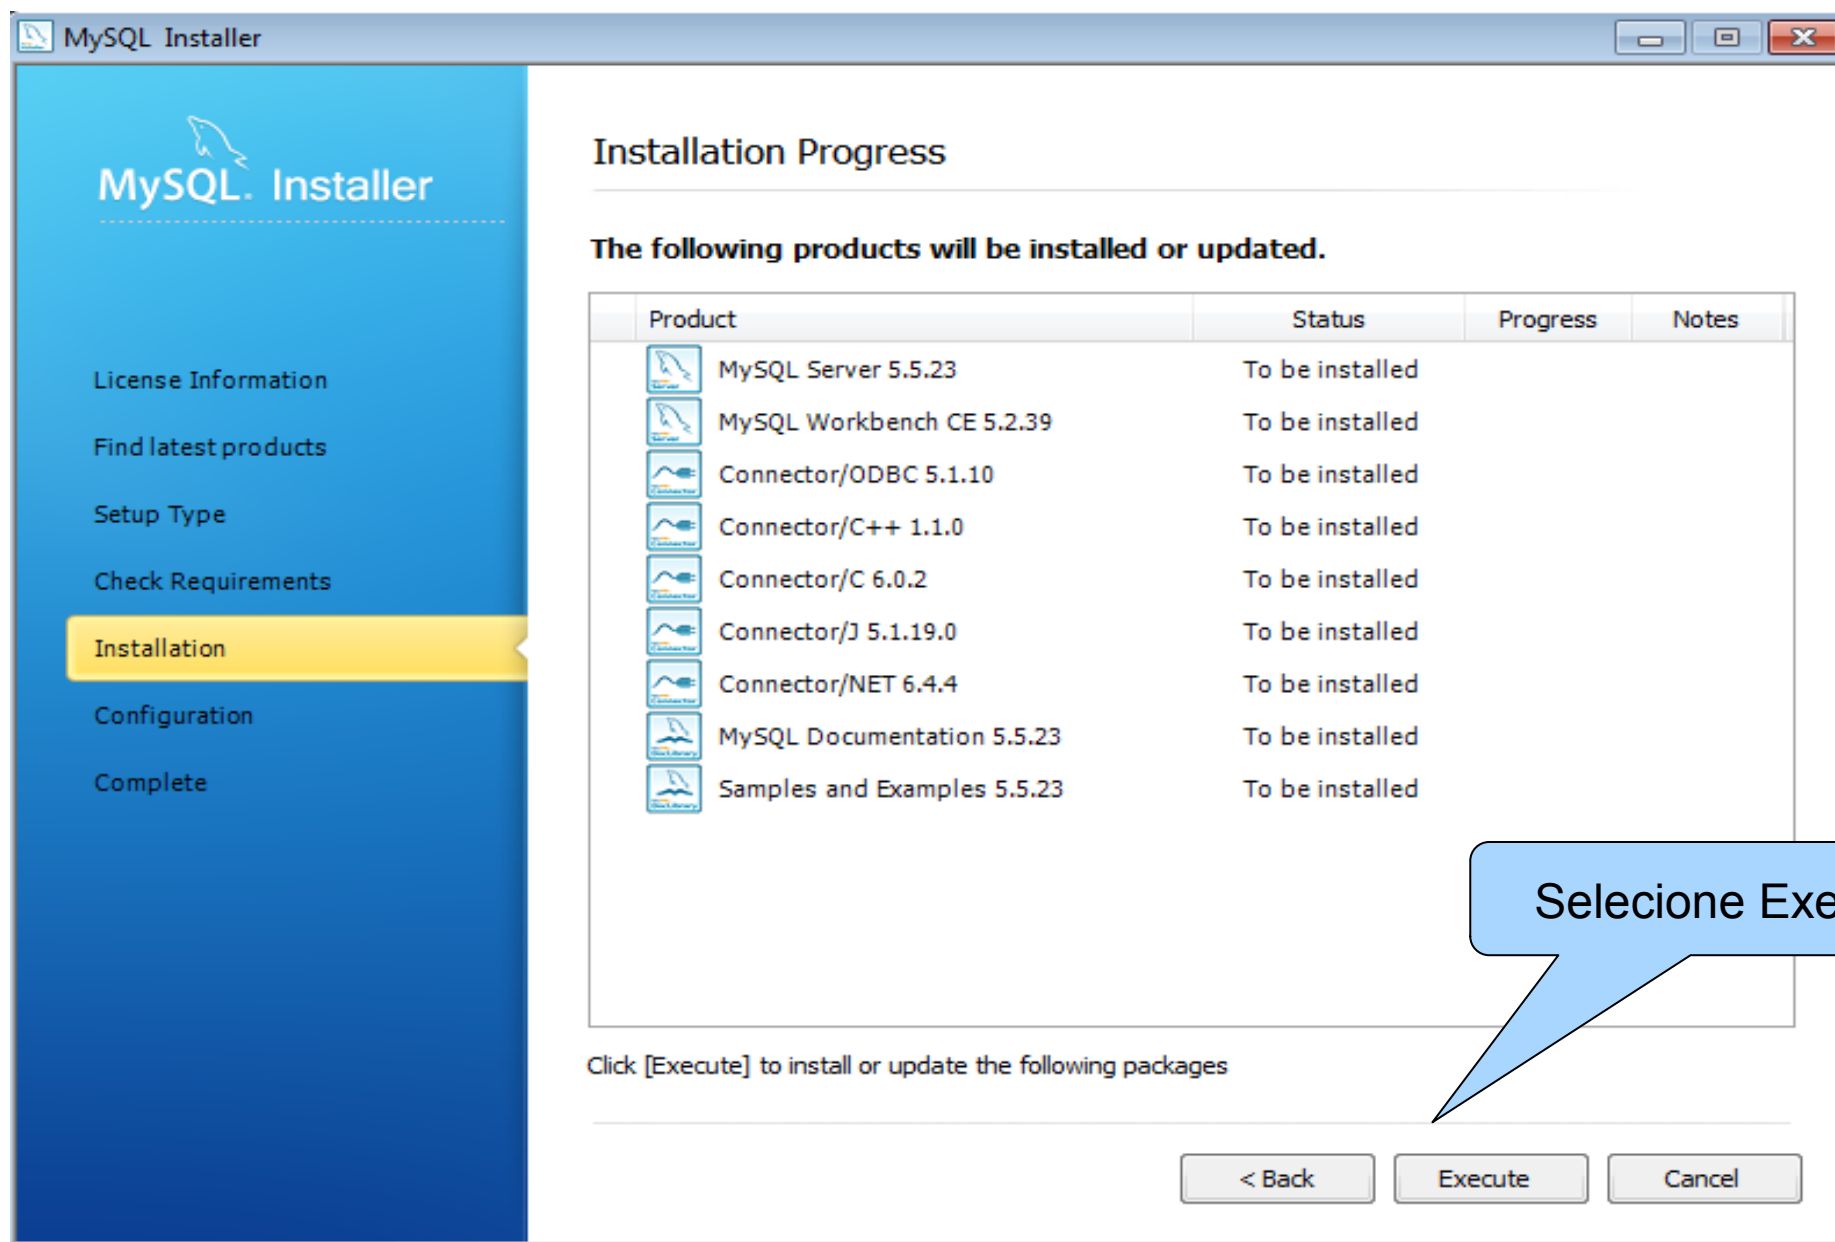 MySQL Installer
MySQL. Installer
License Information
Find latest products
Setup Type
Check Requirements
Installation
Configuration
Complete
Installation Progress
The following products will be installed or updated.
Product Status Progress Notes
MySQL Server 5.5.23 To be installed
MySQL Workbench CE 5.2.39 To be installed
Connector/ODBC 5.1.10 To be installed
Connector/C++ 1.1.0 To be installed
Connector/C 6.0.2 To be installed
Connector/J 5.1.19.0 To be installed
Connector/NET 6.4.4 To be installed
MySQL Documentation 5.5.23 To be installed
Samples and Examples 5.5.23 To be installed
Selecione Exe
Click [Execute] to install or update the following packages
< Back Execute Cancel